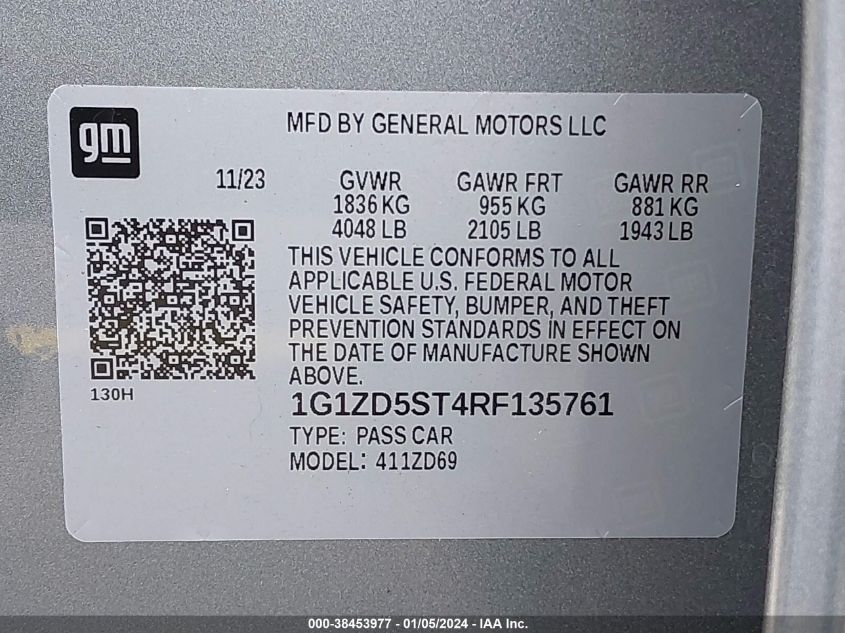 gm
MFD BY GENERAL MOTORS LLC
11/23 GVWR GAWR FRT GAWR RR
1836 KG 955 KG 881 KG
4048 LB 2105 LB 1943 LB
THIS VEHICLE CONFORMS TO ALL
APPLICABLE U.S. FEDERAL MOTOR
VEHICLE SAFETY, BUMPER, AND THEFT
PREVENTION STANDARDS IN EFFECT ON
THE DATE OF MANUFACTURE SHOWN
ABOVE.
130H
1G1ZD5ST4RF135761
TYPE: PASS CAR
MODEL: 411ZD69
000-38453977 - 01/05/2024 - IAA Inc.